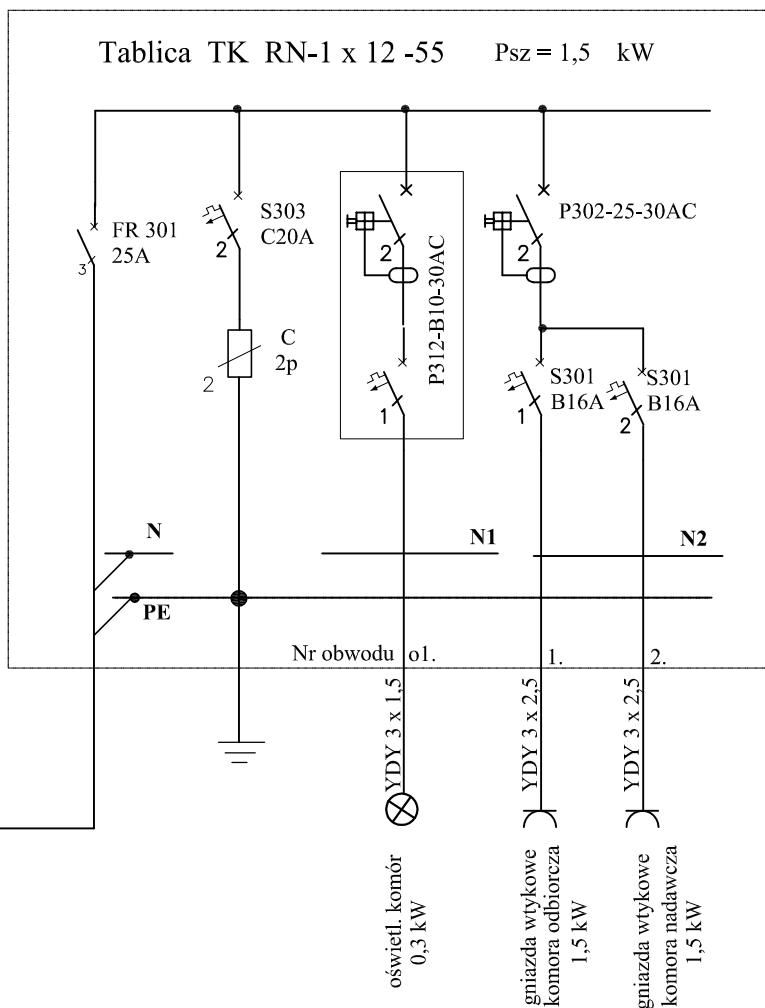 Tablica TK RN-1 x 12 -55 Psz = 1,5 kW
FR 301
25A
3
S303
C20A
2
C
2p
2
P312-B10-30AC
2
1
P302-25-30AC
2
S301
B16A
1
S301
B16A
2
N
N1
N2
PE
Nr obwodu o1.
1.
2.
YDY 3 x 1,5
YDY 3 x 2,5
YDY 3 x 2,5
oświetl. komór
0,3 kW
gniazda wtykowe
komora odbiorcza
1,5 kW
gniazda wtykowe
komora nadawcza
1,5 kW